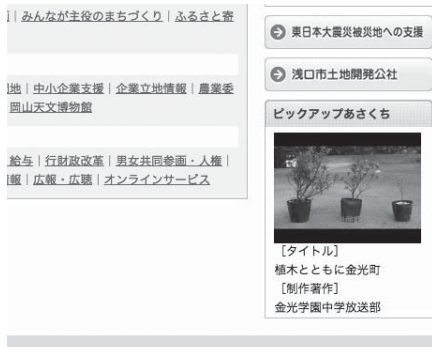 みんなが主役のまちづくり | ふるさと寄
地 | 中小企業支援 | 企業立地情報 | 農業委
岡山天文博物館
給与 | 行財政改革 | 男女共同参画・人権 |
報 | 広報・広聴 | オンラインサービス
東日本大震災被災地への支援
浅口市土地開発公社
ピックアップあさくち
［タイトル］
植木とともに金光町
［制作著作］
金光学園中学放送部